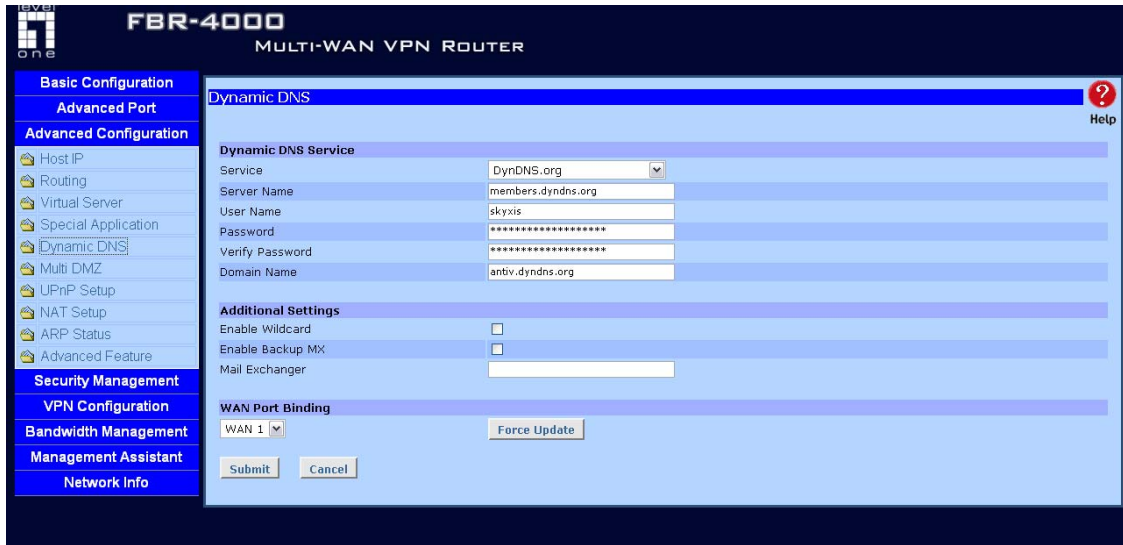 level
one
FBR-4000
MULTI-WAN VPN ROUTER
Basic Configuration
Advanced Port
Advanced Configuration
Host IP
Routing
Virtual Server
Special Application
Dynamic DNS
Multi DMZ
UPnP Setup
NAT Setup
ARP Status
Advanced Feature
Security Management
VPN Configuration
Bandwidth Management
Management Assistant
Network Info
Dynamic DNS
?
Help
Dynamic DNS Service
Service DynDNS.org
Server Name members.dyndns.org
User Name skyxis
Password *******************
Verify Password *******************
Domain Name antiv.dyndns.org
Additional Settings
Enable Wildcard
Enable Backup MX
Mail Exchanger
WAN Port Binding
WAN 1 Force Update
Submit Cancel